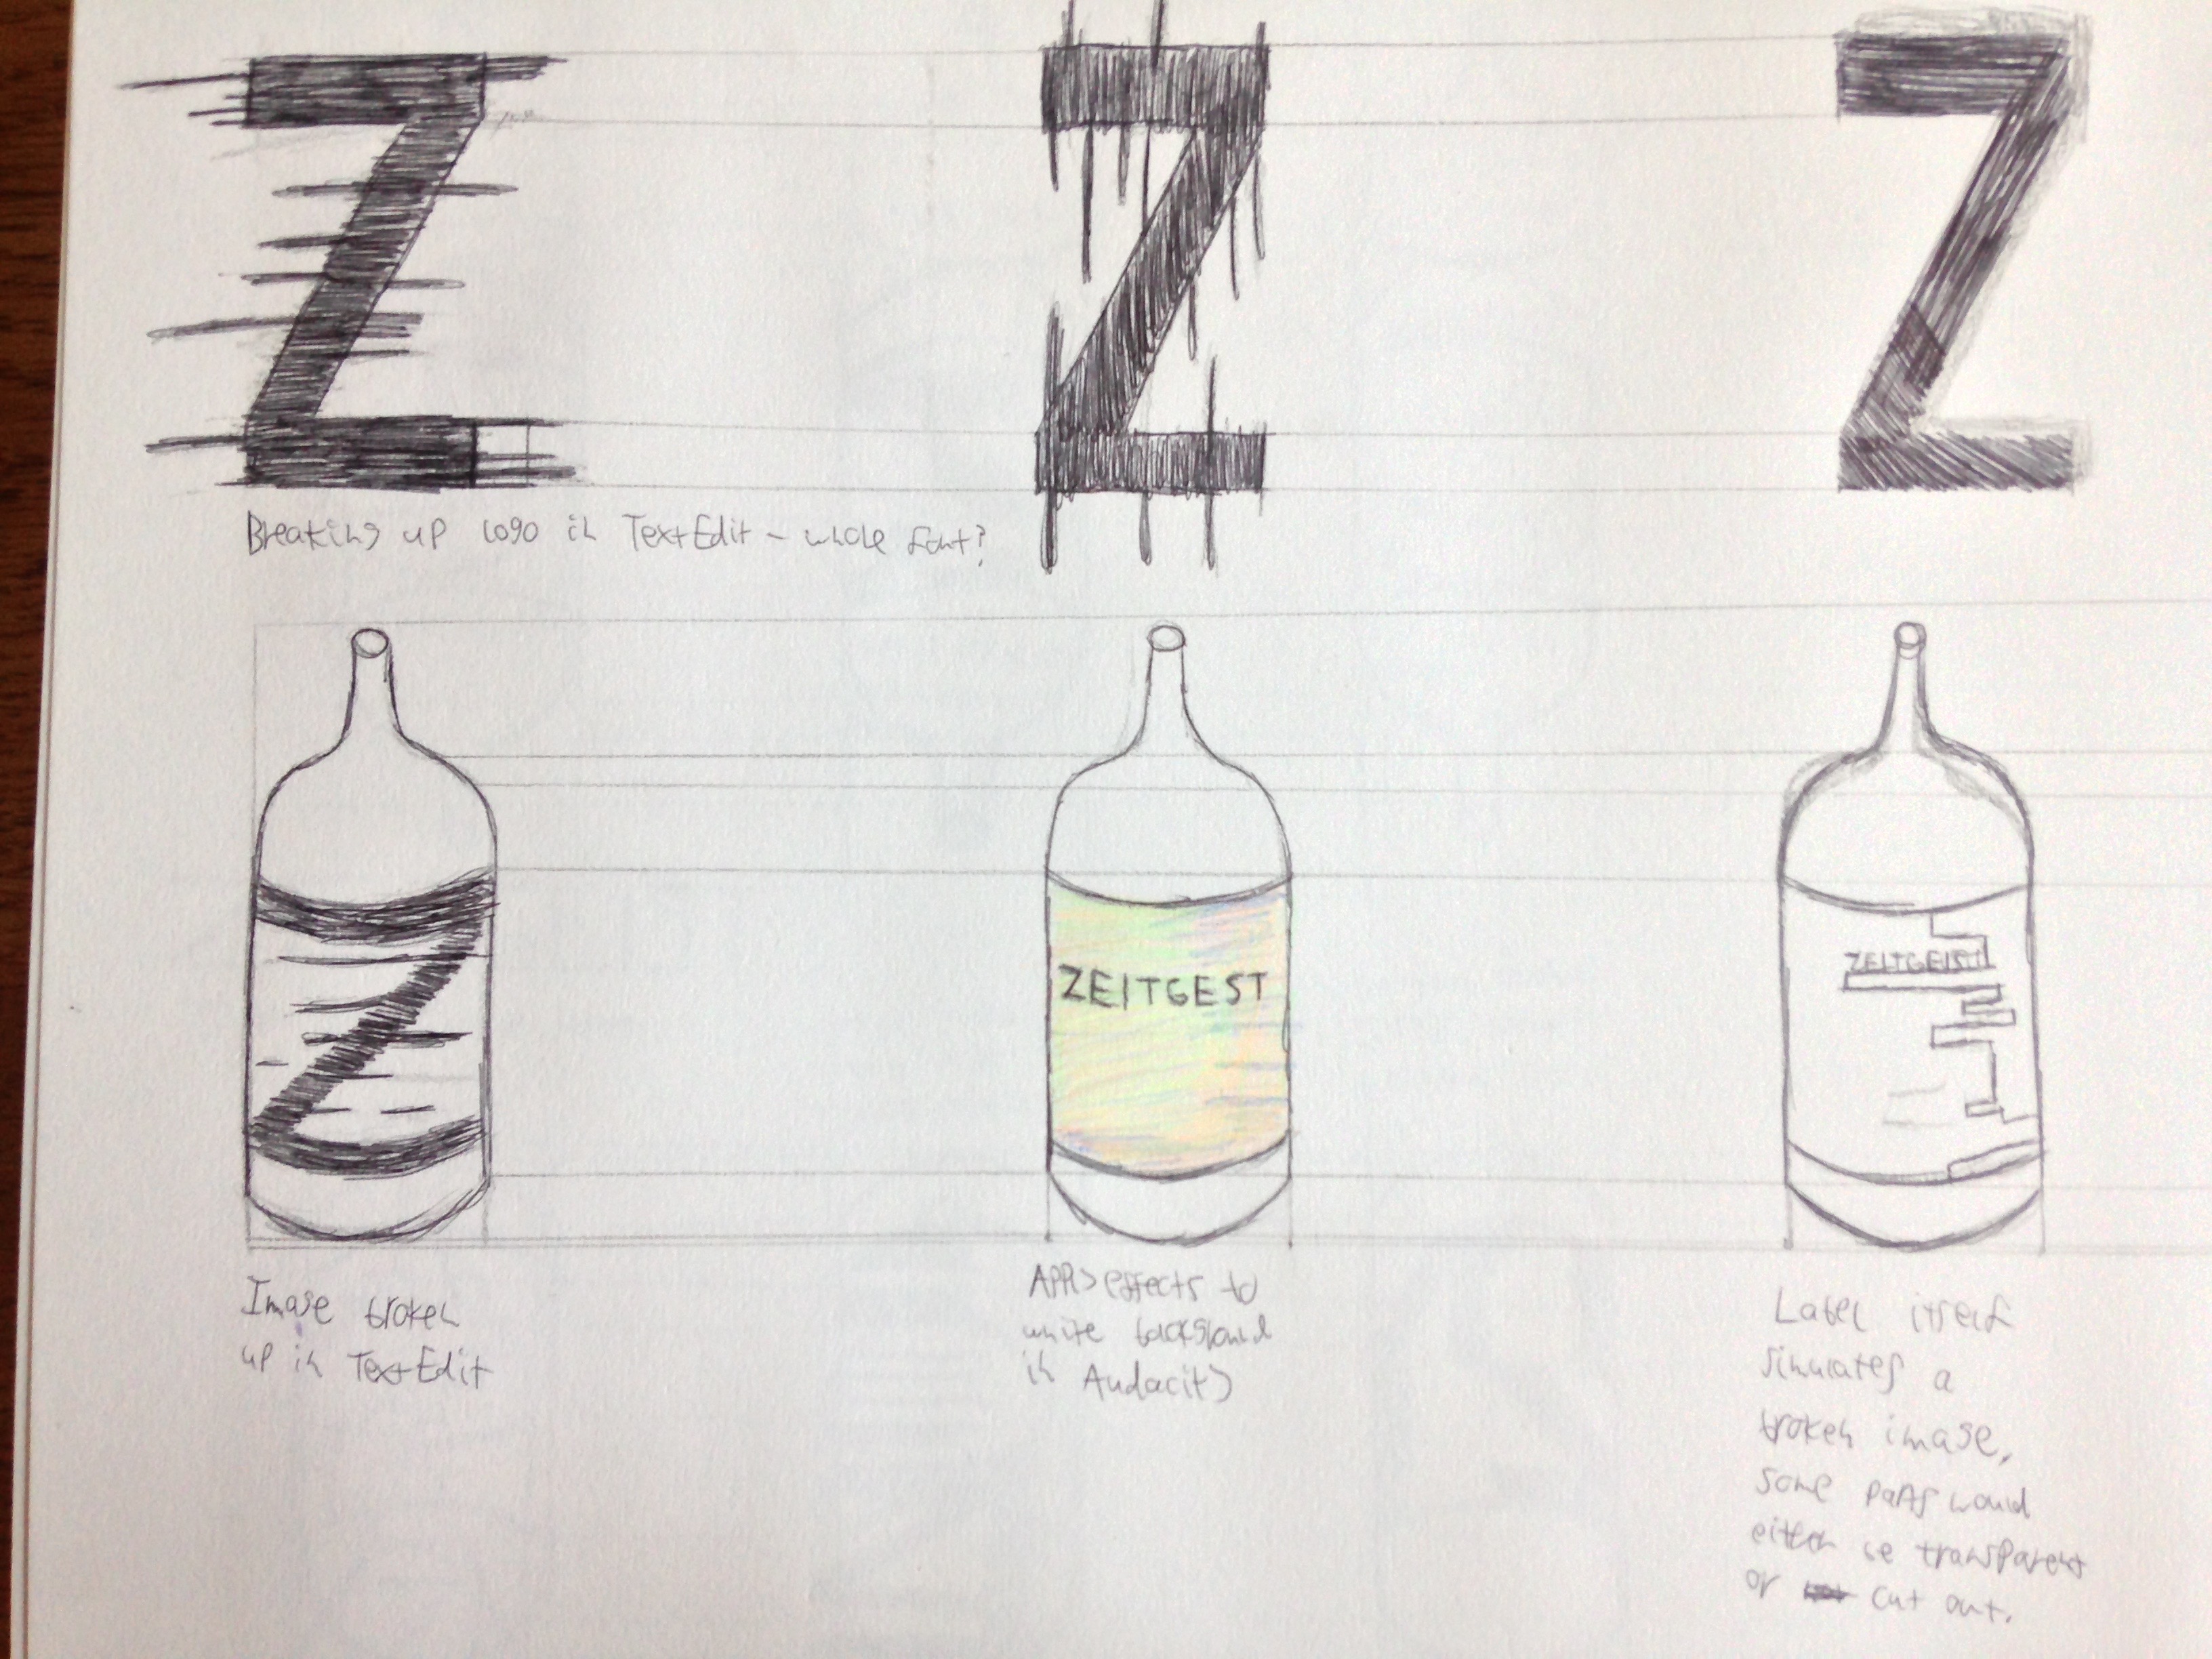 Z
Z
Z
Breaking up logo in TextEdit - whole font?
Z
ZEITGEST
ZEITGEIST
Image broken
up in TextEdit
Apply effects to
white background
in Audacity
Label itself
simulates a
broken image,
some parts would
either be transparent
or cut out.